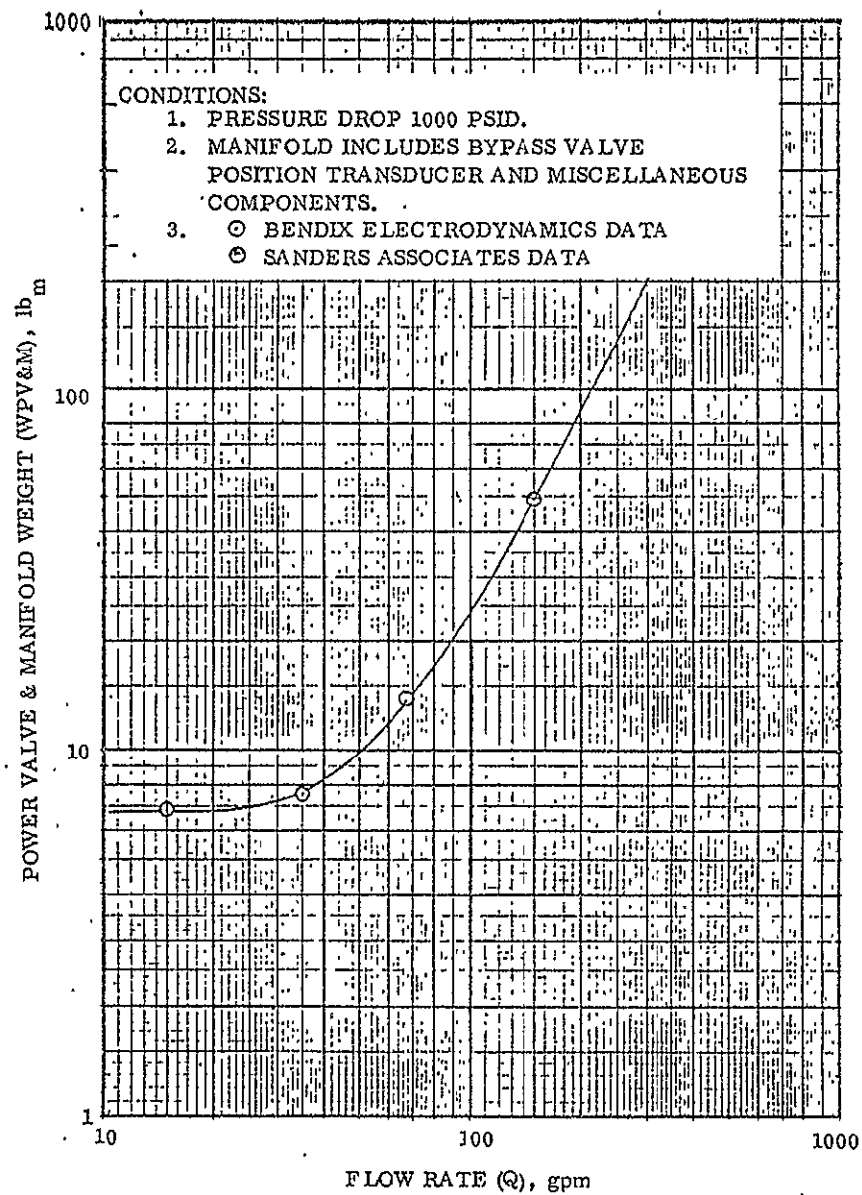 1000
CONDITIONS:
1. PRESSURE DROP 1000 PSID.
2. MANIFOLD INCLUDES BYPASS VALVE
POSITION TRANSDUCER AND MISCELLANEOUS
COMPONENTS.
3. ⊙ BENDIX ELECTRODYNAMICS DATA
⊙ SANDERS ASSOCIATES DATA
POWER VALVE & MANIFOLD WEIGHT (WPV&M), lbm
100
10
1
10
100
1000
FLOW RATE (Q), gpm